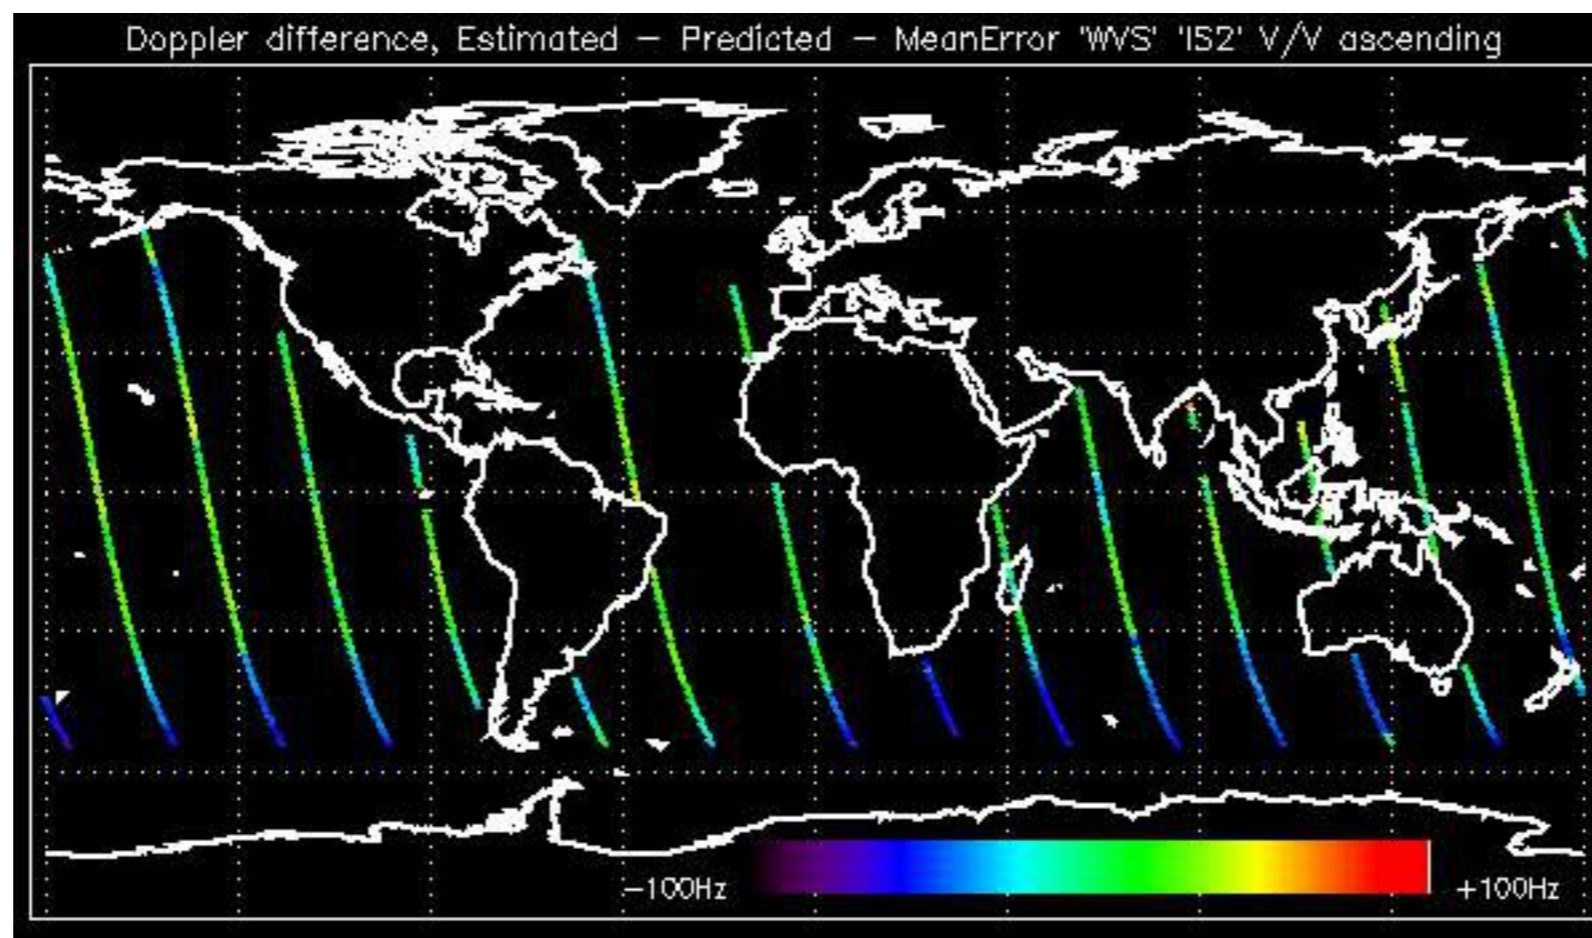 Doppler difference, Estimated – Predicted – MeanError 'WVS' 'IS2' V/V ascending
–100Hz
+100Hz